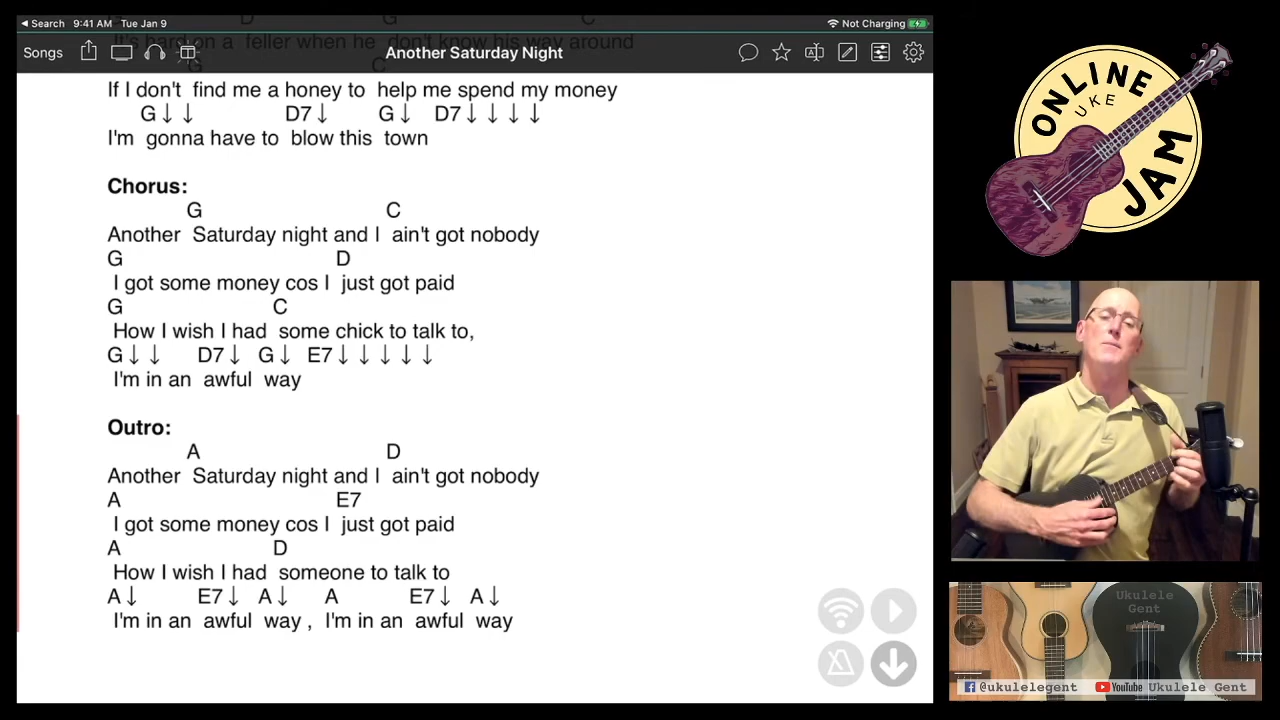 Search 9:41 AM Tue Jan 9
Not Charging
D G C
It's hard on a feller when he don't know his way around
Songs
Another Saturday Night
G C
If I don't find me a honey to help me spend my money
G↓ ↓ D7↓ G↓ D7↓ ↓ ↓ ↓
I'm gonna have to blow this town
Chorus:
G C
Another Saturday night and I ain't got nobody
G D
I got some money cos I just got paid
G C
How I wish I had some chick to talk to,
G↓ ↓ D7↓ G↓ E7↓ ↓ ↓ ↓ ↓
I'm in an awful way
Outro:
A D
Another Saturday night and I ain't got nobody
A E7
I got some money cos I just got paid
A D
How I wish I had someone to talk to
A↓ E7↓ A↓ A E7↓ A↓
I'm in an awful way , I'm in an awful way
ONLINE
UKE
JAM
Ukulele
Gent
@ukulelegent YouTube Ukulele Gent